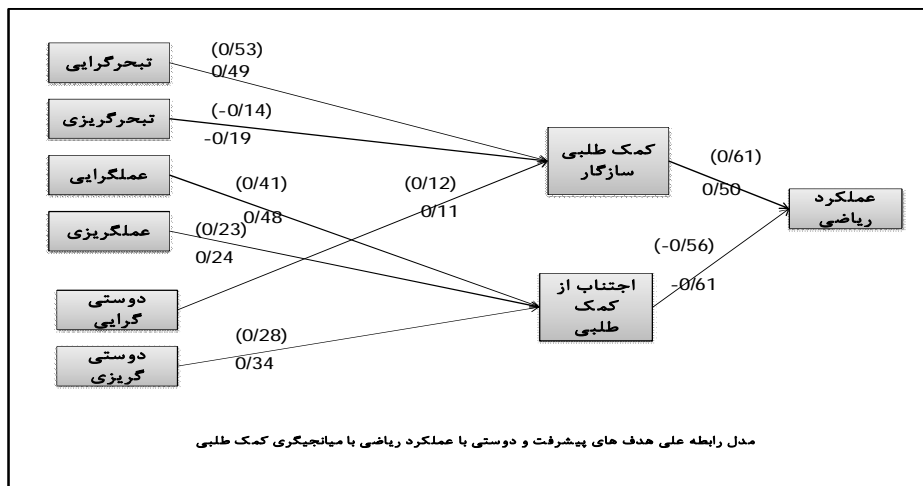 تبحرگرایی
(0/53)
0/49
تبحرگریزی
(-0/14)
-0/19
عملگرایی
(0/41)
0/48
عملگریزی
(0/23)
0/24
دوستی
گرایی
(0/12)
0/11
دوستی
گریزی
(0/28)
0/34
کمک طلبی
سازگار
(0/61)
0/50
اجتناب از
کمک
طلبی
(-0/56)
-0/61
عملکرد
ریاضی
مدل رابطه علی هدف های پیشرفت و دوستی با عملکرد ریاضی با میانجیگری کمک طلبی